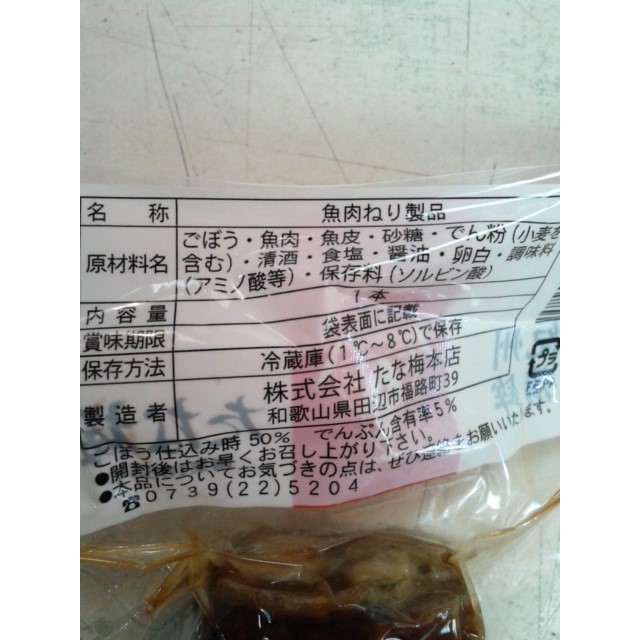 名 称 魚肉ねり製品
原材料名 ごぼう・魚肉・魚皮・砂糖・でん粉(小麦を
含む)・清酒・食塩・醤油・卵白・調味料
(アミノ酸等)・保存料(ソルビン酸)
内容量 1本
賞味期限 袋表面に記載
保存方法 冷蔵庫(1℃~8℃)で保存
製造者 株式会社たな梅本店
和歌山県田辺市福路町39
ごぼう仕込み時50% でんぷん含有率5%
●開封後はお早くお召し上がり下さい。
●本品についてお気づきの点は、ぜひ連絡をお願いいたします。
☎0739(22)5204
プラ